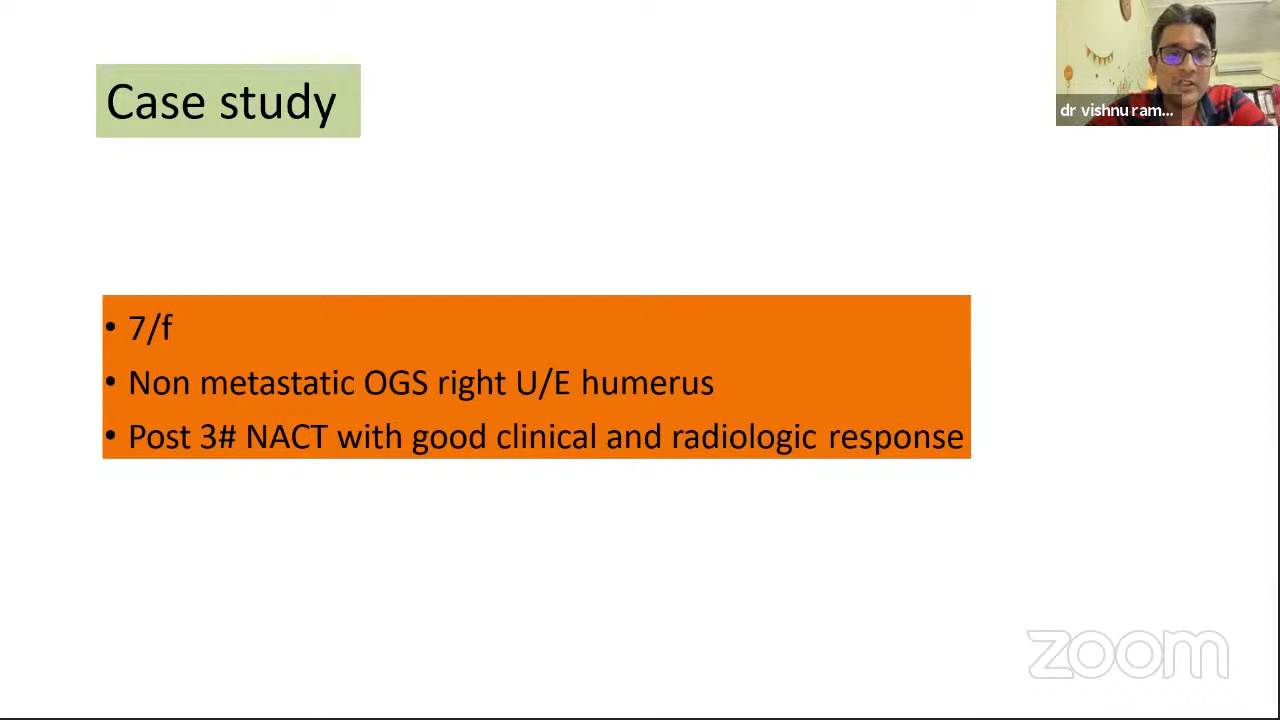 Case study
dr vishnu ram...
• 7/f
• Non metastatic OGS right U/E humerus
• Post 3# NACT with good clinical and radiologic response
zoom